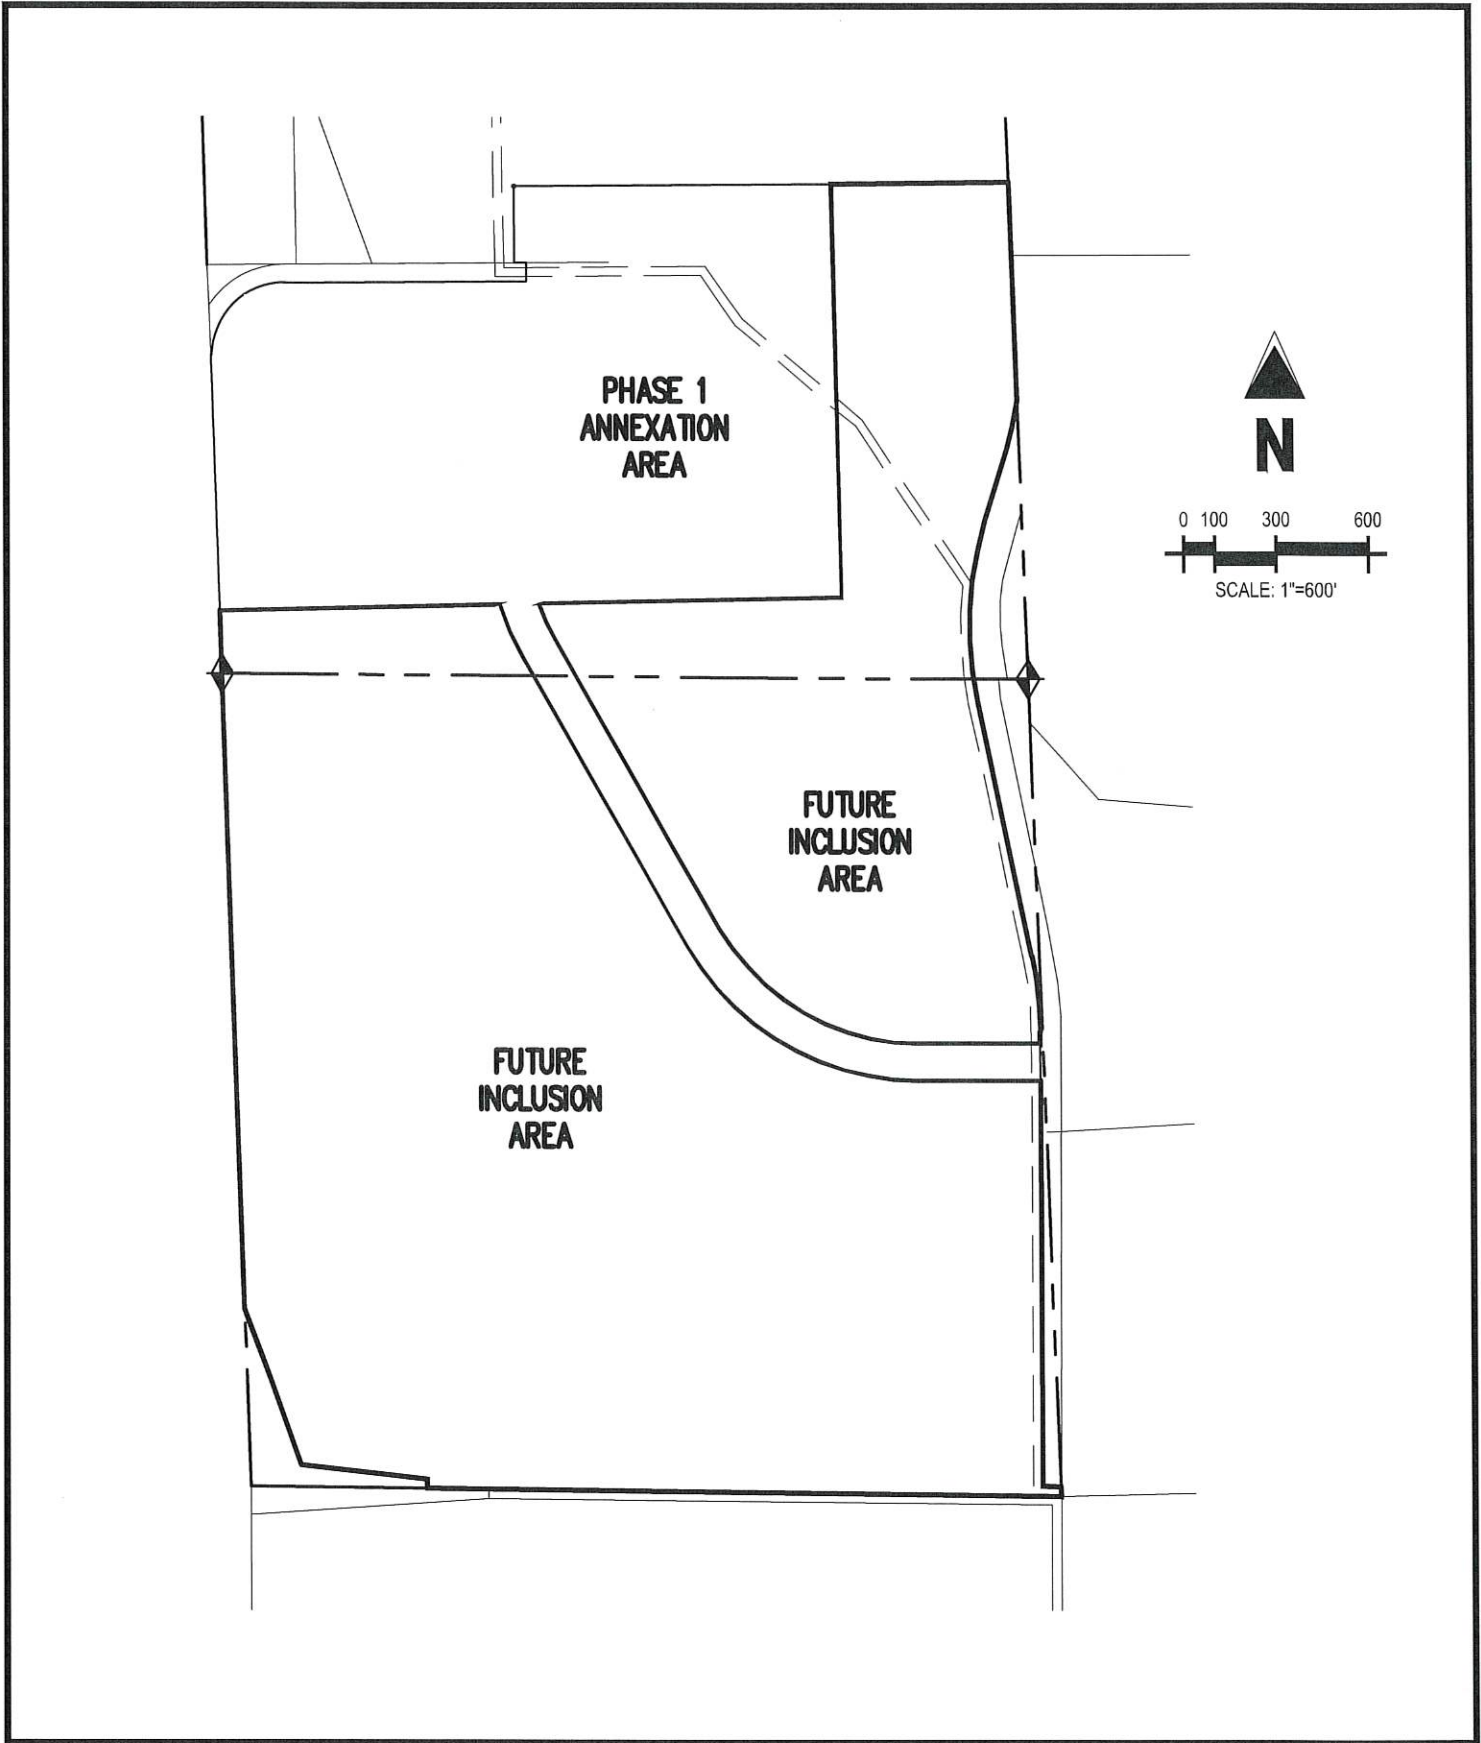 PHASE 1
ANNEXATION
AREA
N
0 100 300 600
SCALE: 1"=600'
FUTURE
INCLUSION
AREA
FUTURE
INCLUSION
AREA